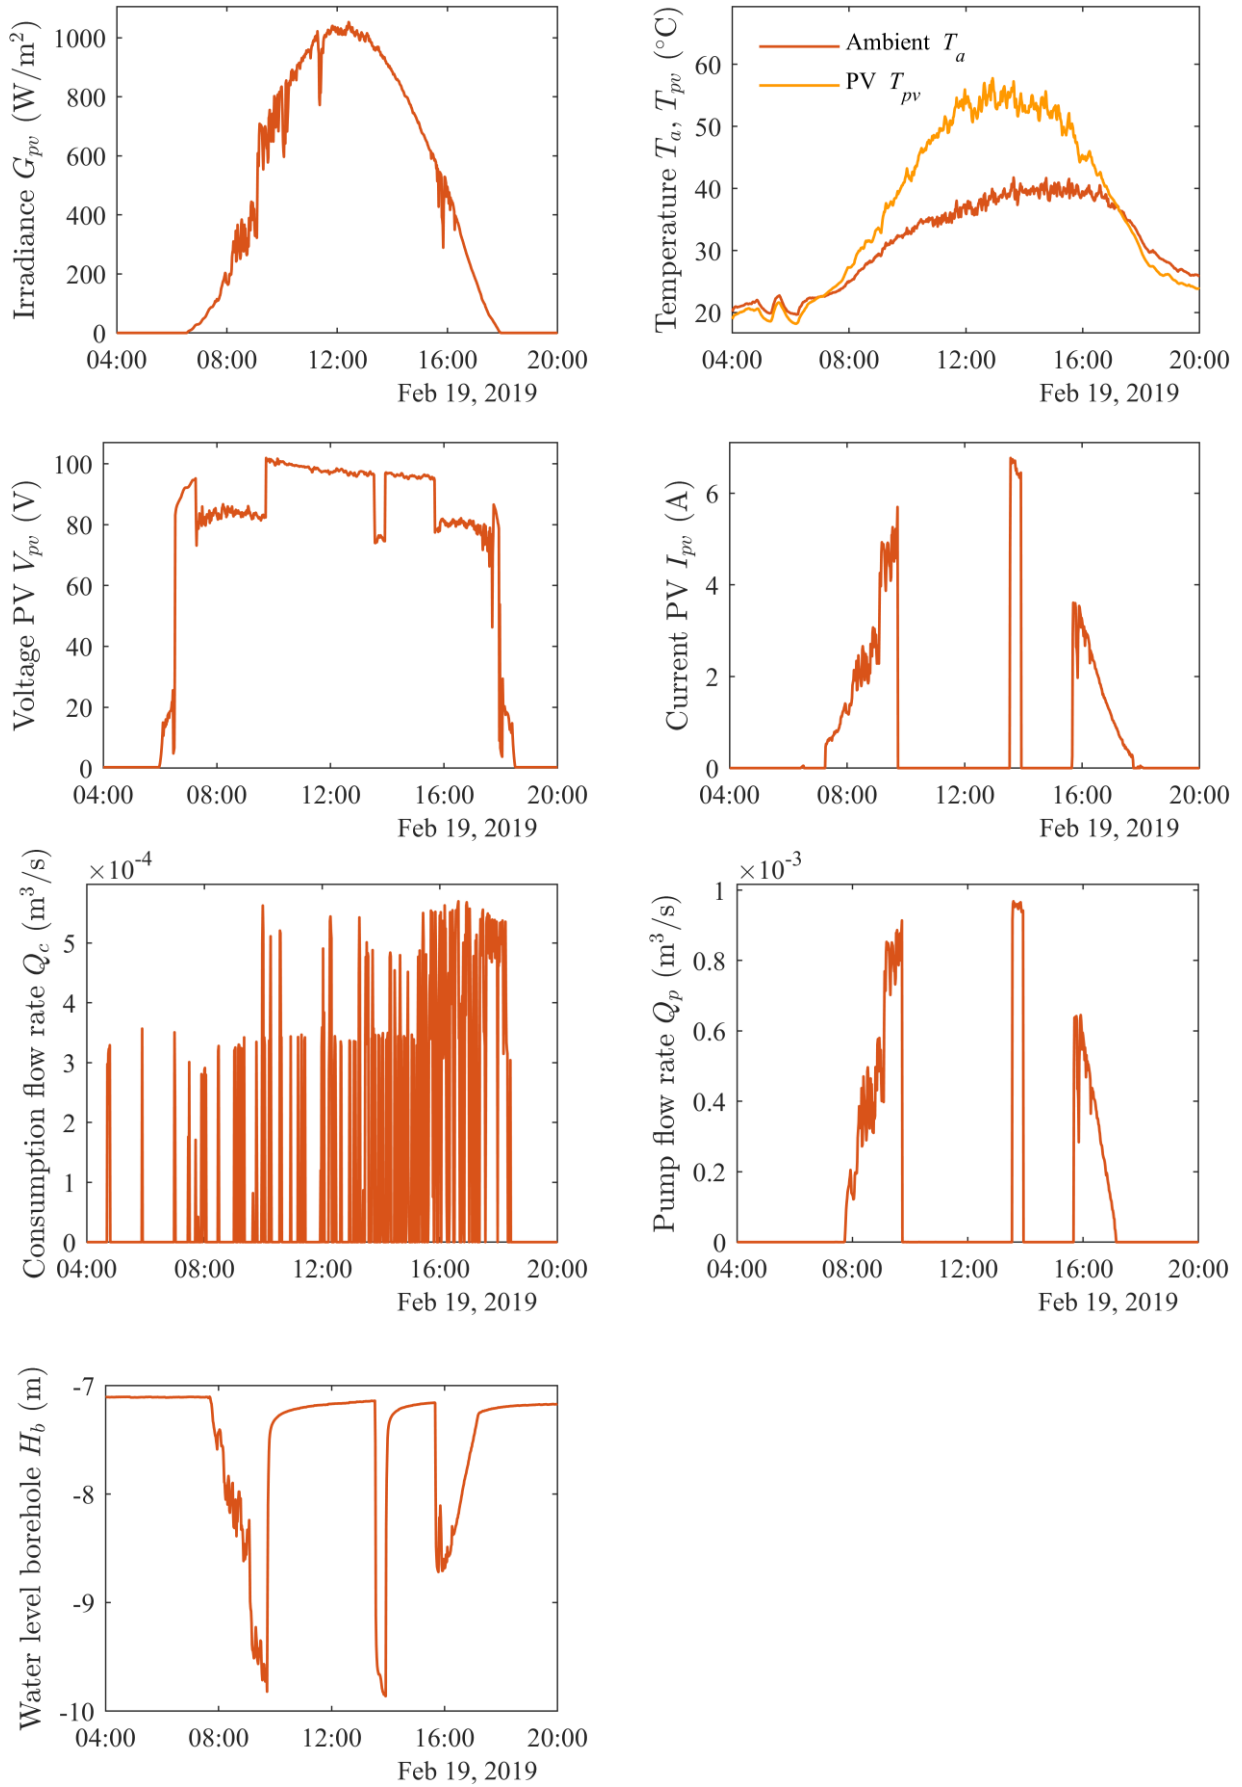 Irradiance G_pv (W/m²)
1000
800
600
400
200
0
04:00 08:00 12:00 16:00 20:00
Feb 19, 2019
Temperature T_a, T_pv (°C)
Ambient T_a
PV T_pv
60
50
40
30
20
04:00 08:00 12:00 16:00 20:00
Feb 19, 2019
Voltage PV V_pv (V)
100
80
60
40
20
0
04:00 08:00 12:00 16:00 20:00
Feb 19, 2019
Current PV I_pv (A)
6
4
2
0
04:00 08:00 12:00 16:00 20:00
Feb 19, 2019
Consumption flow rate Q_c (m³/s)
×10⁻⁴
5
4
3
2
1
0
04:00 08:00 12:00 16:00 20:00
Feb 19, 2019
Pump flow rate Q_p (m³/s)
×10⁻³
1
0.8
0.6
0.4
0.2
0
04:00 08:00 12:00 16:00 20:00
Feb 19, 2019
Water level borehole H_b (m)
-7
-8
-9
-10
04:00 08:00 12:00 16:00 20:00
Feb 19, 2019